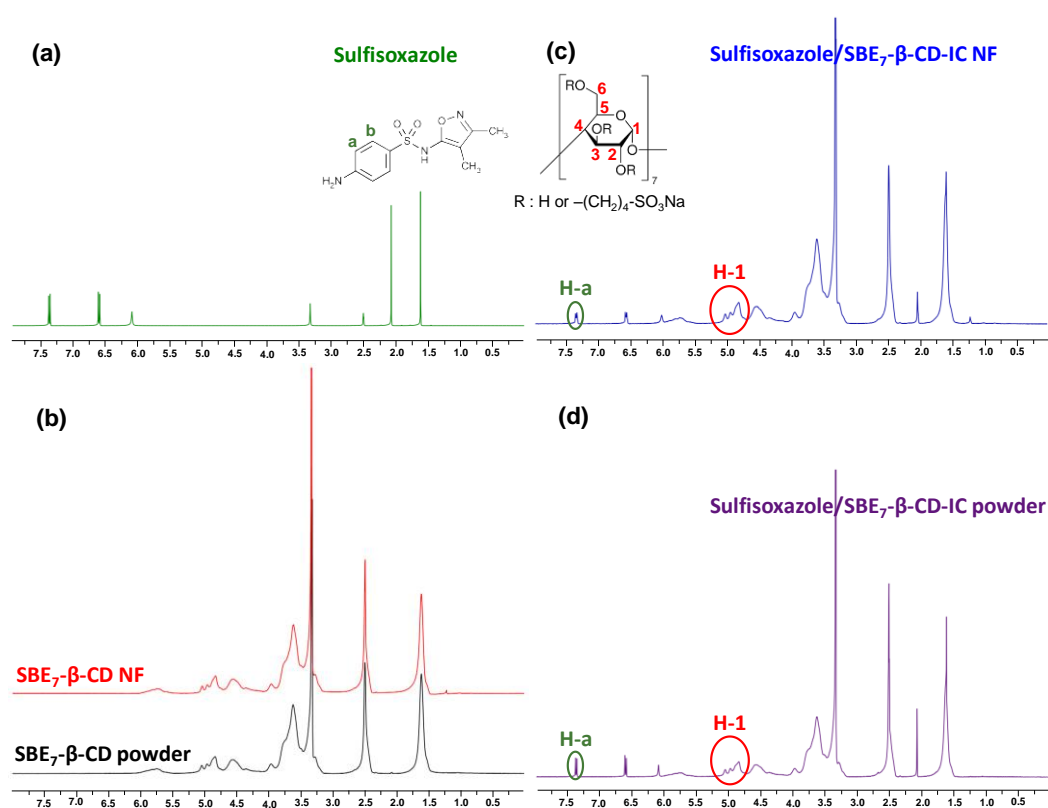 (a)
Sulfisoxazole
a
b
O
O
S
N
H
O
N
CH₃
CH₃
H₂N
7.5 7.0 6.5 6.0 5.5 5.0 4.5 4.0 3.5 3.0 2.5 2.0 1.5 1.0 0.5
(c)
Sulfisoxazole/SBE₇-β-CD-IC NF
RO
6
5
O
4
OR
1
3
2
O
OR
7
R : H or –(CH₂)₄-SO₃Na
H-a
H-1
7.5 7.0 6.5 6.0 5.5 5.0 4.5 4.0 3.5 3.0 2.5 2.0 1.5 1.0 0.5
(b)
SBE₇-β-CD NF
SBE₇-β-CD powder
7.5 7.0 6.5 6.0 5.5 5.0 4.5 4.0 3.5 3.0 2.5 2.0 1.5 1.0 0.5
(d)
Sulfisoxazole/SBE₇-β-CD-IC powder
H-a
H-1
7.5 7.0 6.5 6.0 5.5 5.0 4.5 4.0 3.5 3.0 2.5 2.0 1.5 1.0 0.5